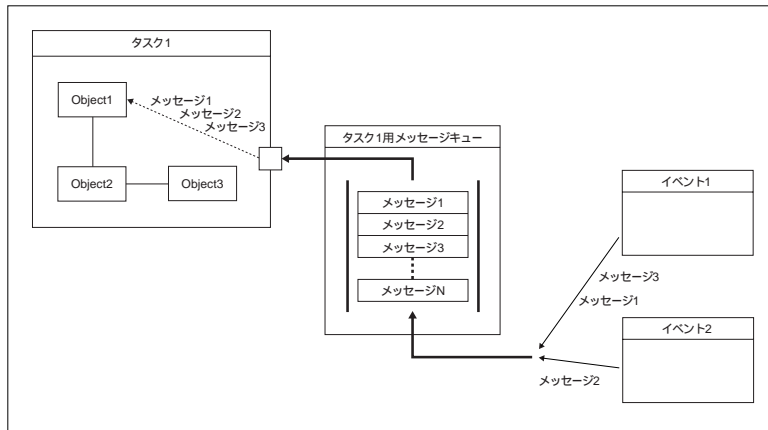 タスク1
Object1
メッセージ1
メッセージ2
メッセージ3
Object2
Object3
タスク1用メッセージキュー
メッセージ1
メッセージ2
メッセージ3
メッセージN
イベント1
メッセージ3
メッセージ1
イベント2
メッセージ2